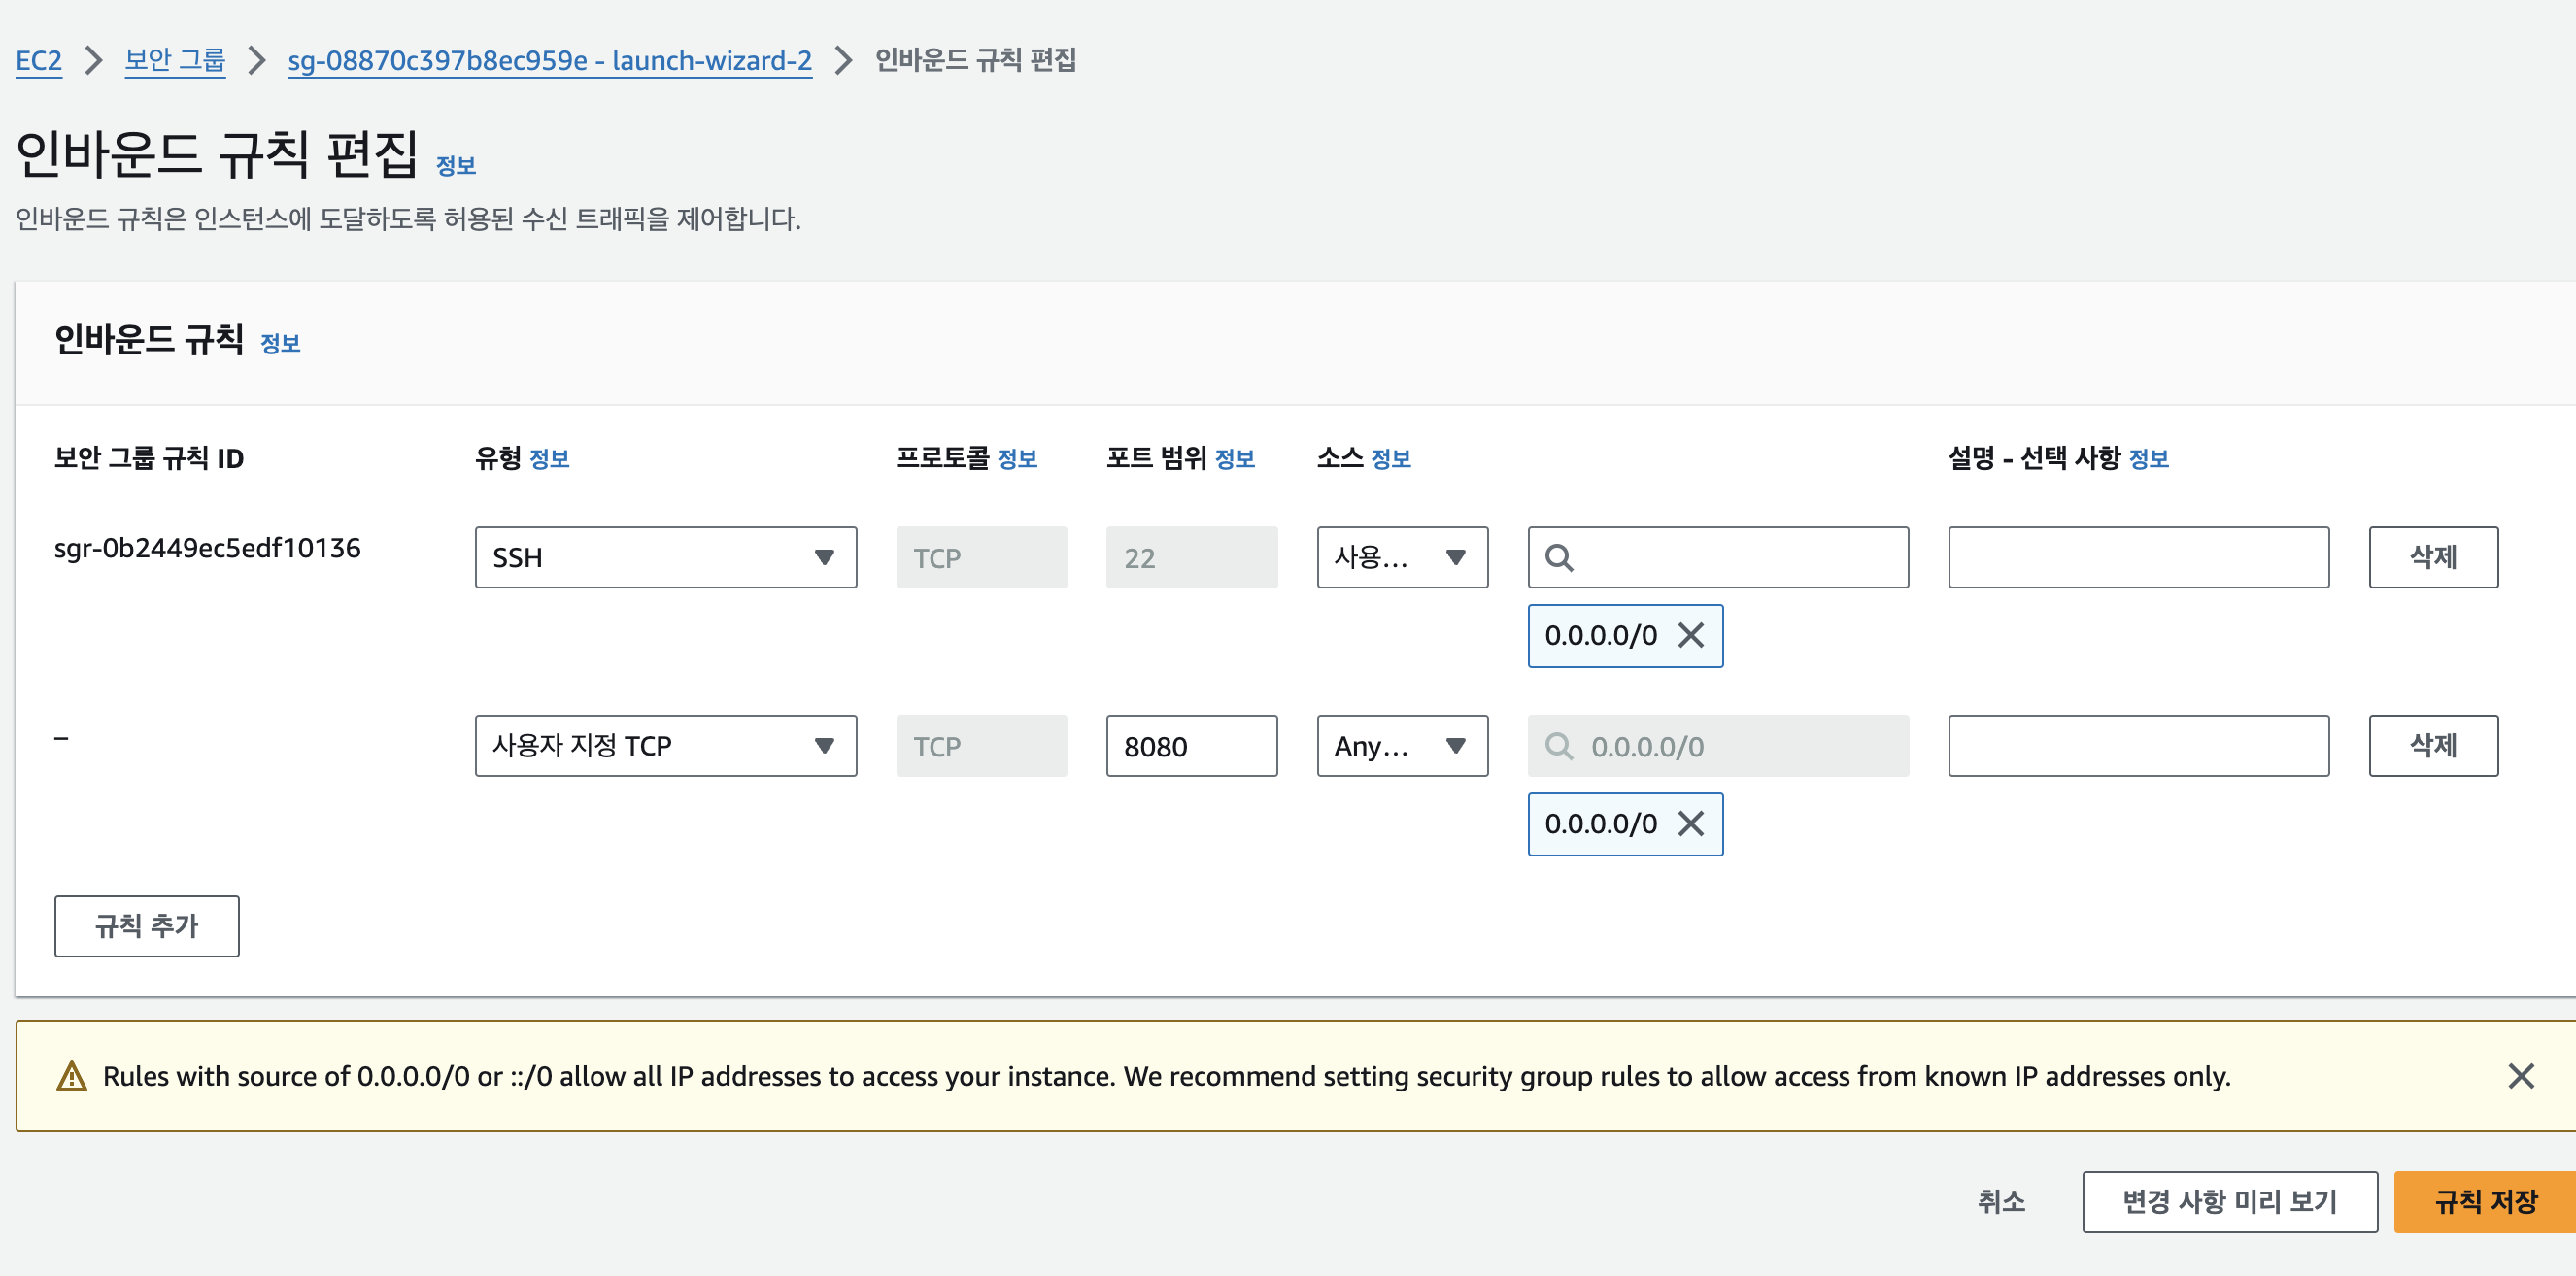 EC2 > 보안 그룹 > sg-08870c397b8ec959e - launch-wizard-2 > 인바운드 규칙 편집
인바운드 규칙 편집 정보
인바운드 규칙은 인스턴스에 도달하도록 허용된 수신 트래픽을 제어합니다.
인바운드 규칙 정보
보안 그룹 규칙 ID 유형 정보 프로토콜 정보 포트 범위 정보 소스 정보 설명 - 선택 사항 정보
sgr-0b2449ec5edf10136 SSH TCP 22 사용... 삭제
0.0.0.0/0
– 사용자 지정 TCP TCP 8080 Any... 0.0.0.0/0 삭제
0.0.0.0/0
규칙 추가
Rules with source of 0.0.0.0/0 or ::/0 allow all IP addresses to access your instance. We recommend setting security group rules to allow access from known IP addresses only.
취소 변경 사항 미리 보기 규칙 저장